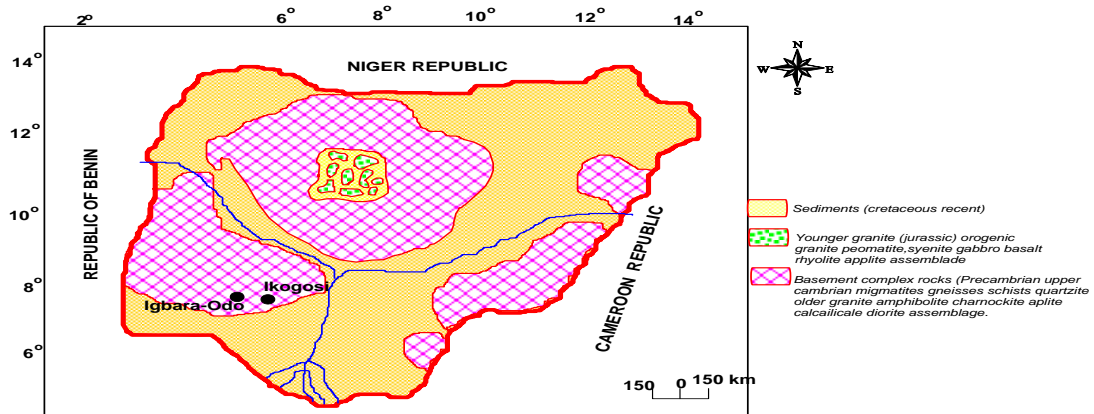 2° 6° 8° 10° 12° 14°
14°
12°
10°
8°
6°
NIGER REPUBLIC
REPUBLIC OF BENIN
CAMEROON REPUBLIC
Ikogosi
Igbara-Odo
150 0 150 km
N
W E
S
Sediments (cretaceous recent)
Younger granite (jurassic) orogenic
granite peomatite,syenite gabbro basalt
rhyolite applite assemblade
Basement complex rocks (Precambrian upper
cambrian migmatites gneisses schists quartzite
older granite amphibolite chamockite aplite
calcailicale diorite assemblage.